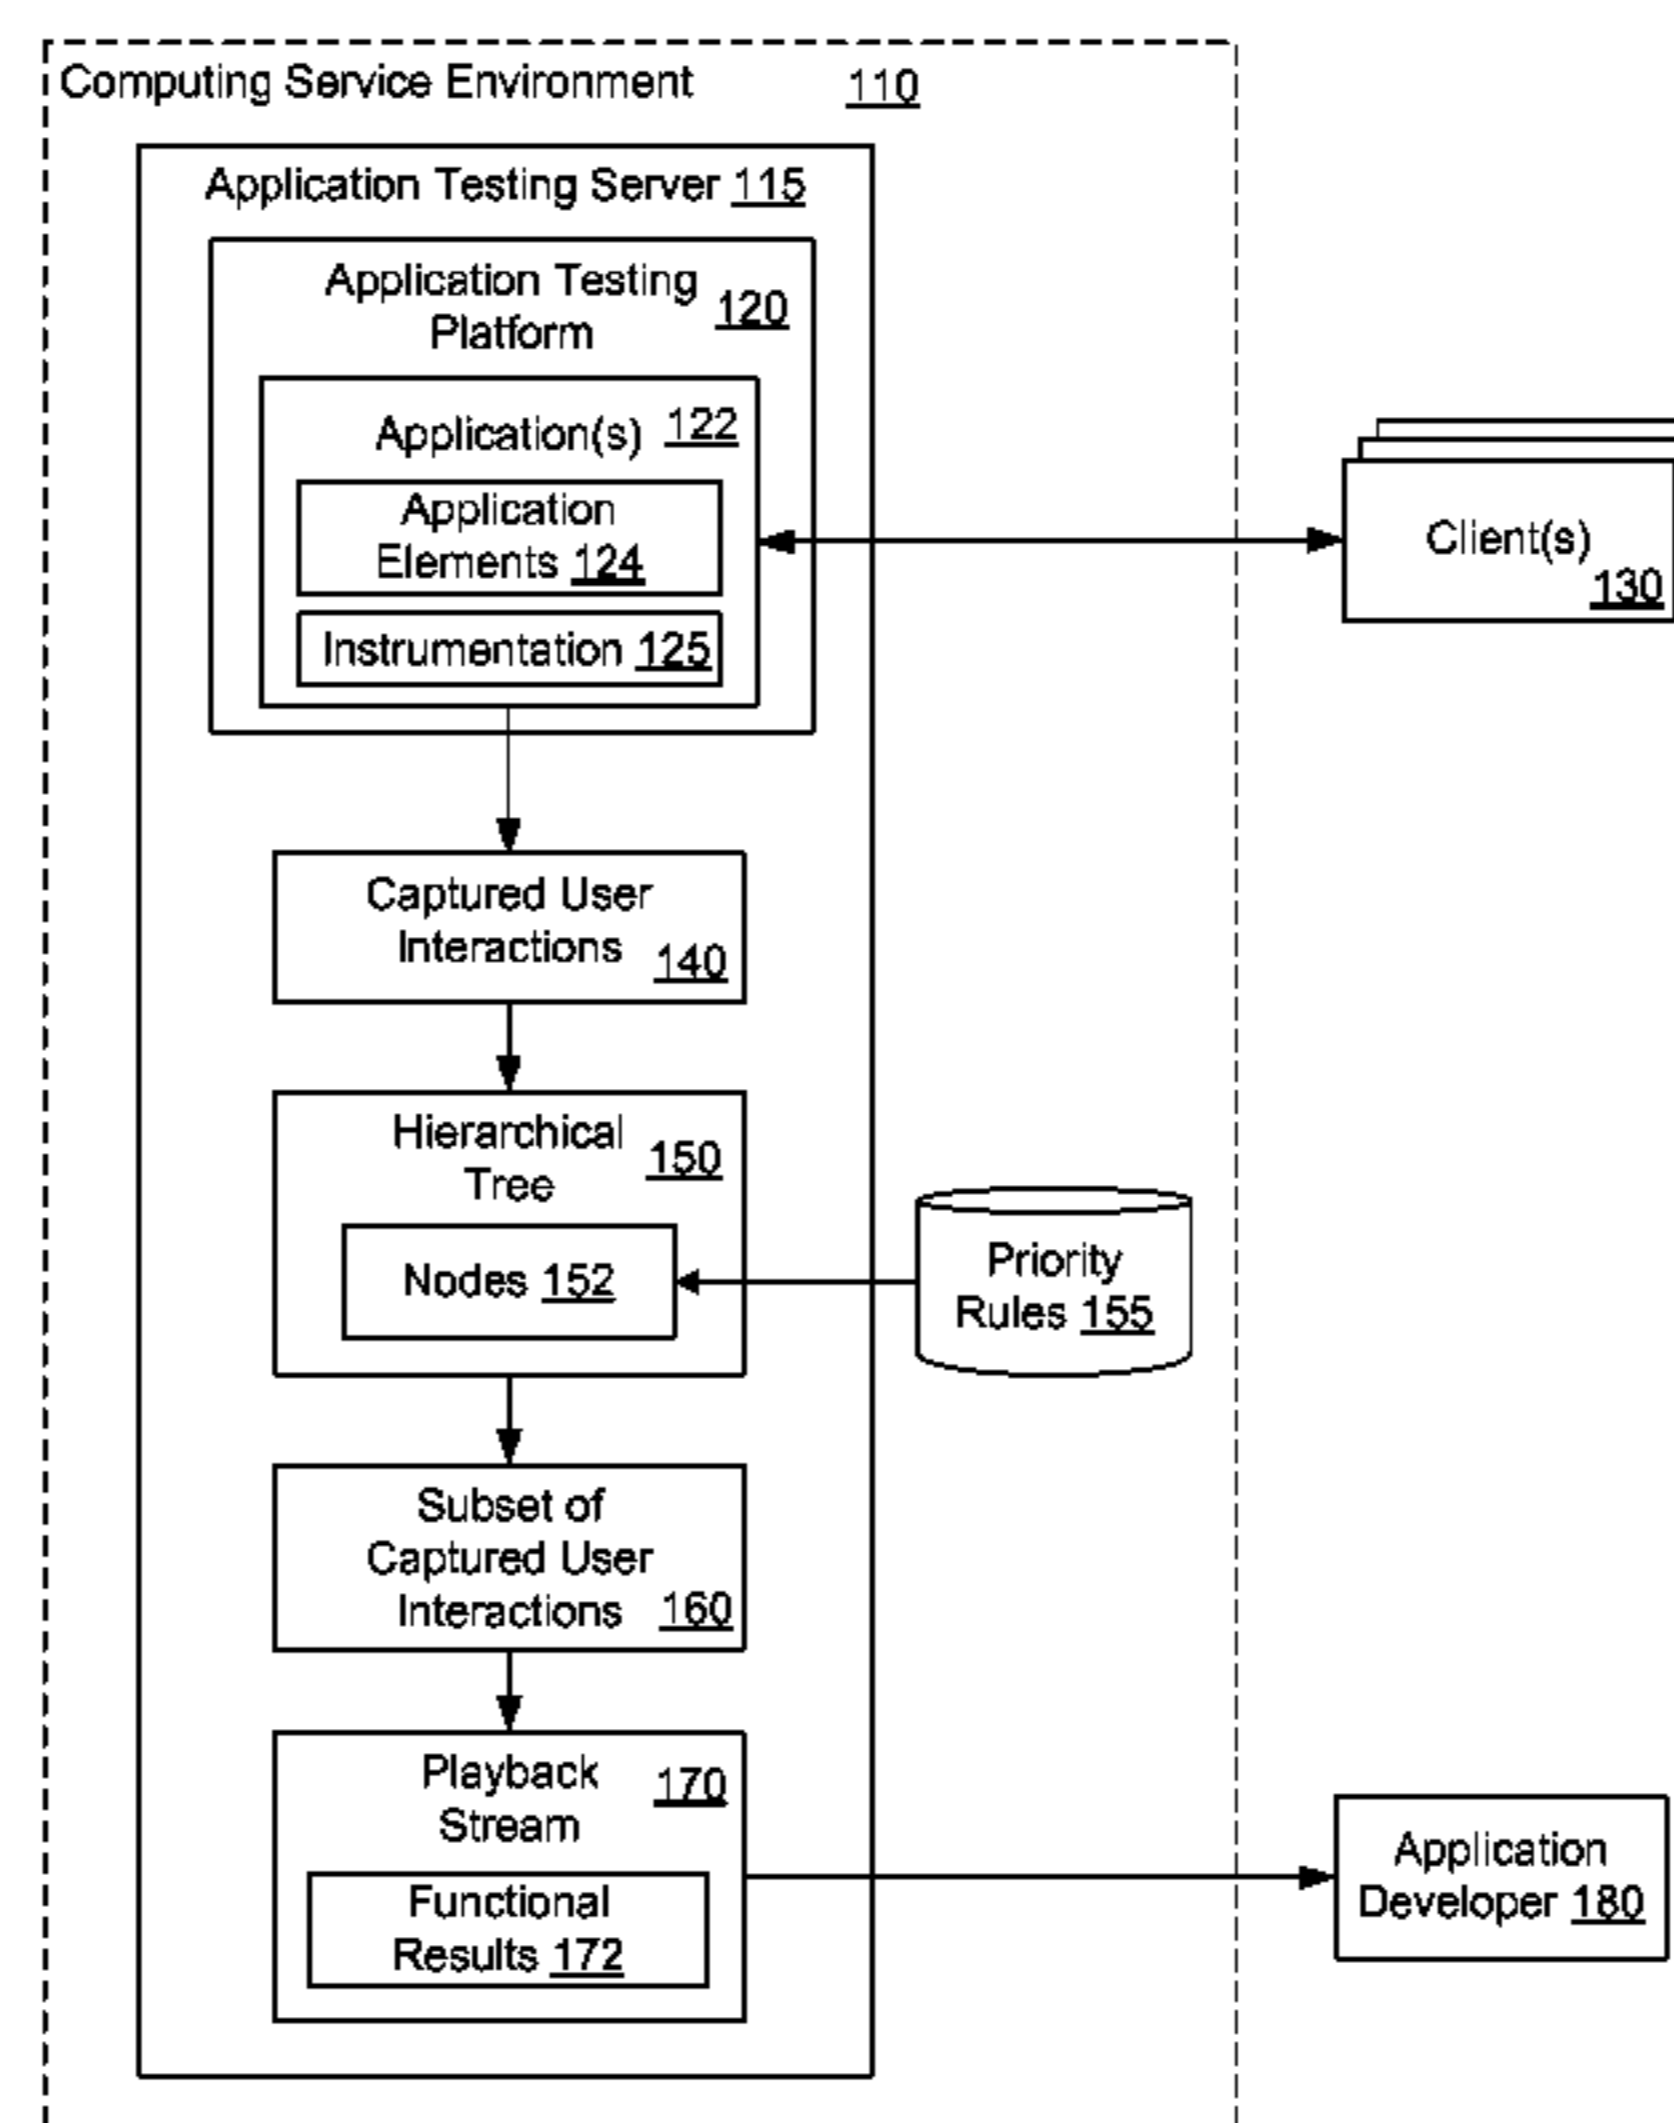 Computing Service Environment 110
Application Testing Server 115
Application Testing
Platform 120
Application(s) 122
Application
Elements 124
Instrumentation 125
Client(s)
130
Captured User
Interactions 140
Hierarchical
Tree 150
Nodes 152
Priority
Rules 155
Subset of
Captured User
Interactions 160
Playback
Stream 170
Functional
Results 172
Application
Developer 180